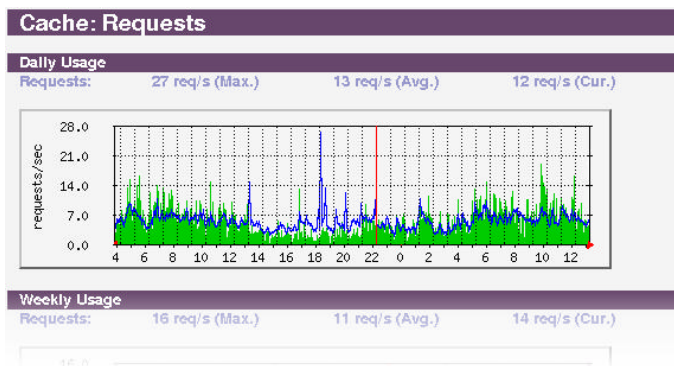 Cache: Requests
Daily Usage
Requests: 27 req/s (Max.) 13 req/s (Avg.) 12 req/s (Cur.)
28.0
21.0
14.0
7.0
0.0
requests/sec
4 6 8 10 12 14 16 18 20 22 0 2 4 6 8 10 12
Weekly Usage
Requests: 16 req/s (Max.) 11 req/s (Avg.) 14 req/s (Cur.)
16.0